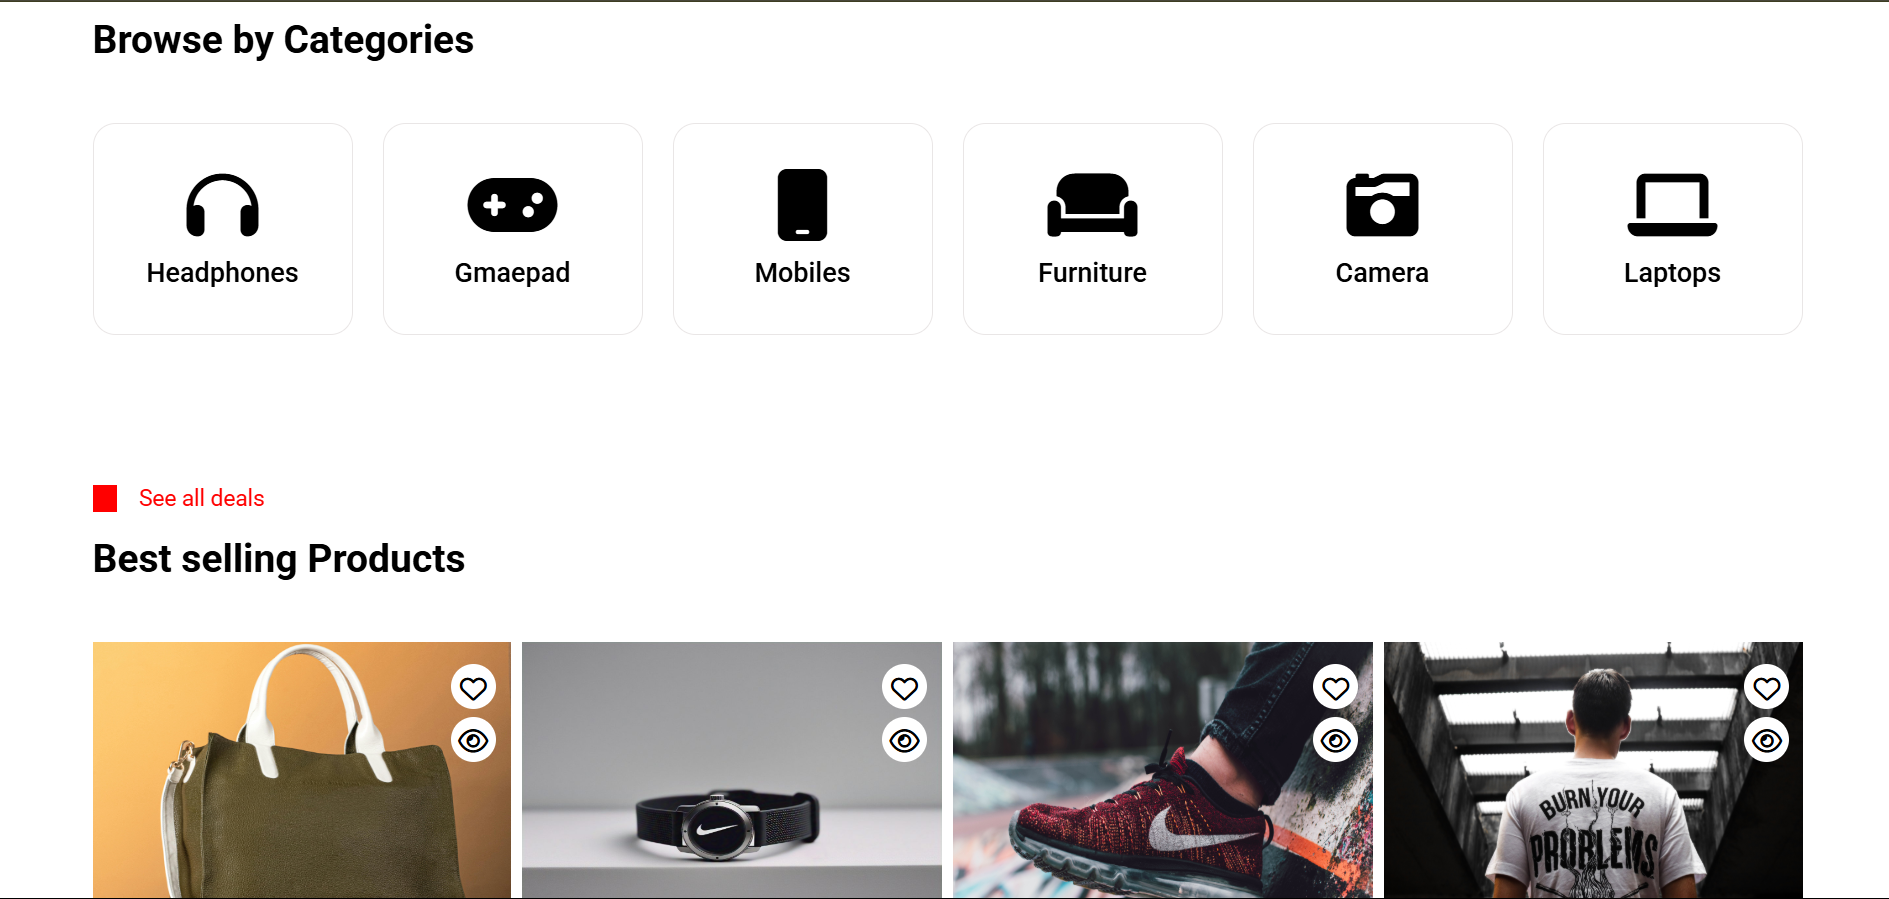 Browse by Categories
Headphones
Gmaepad
Mobiles
Furniture
Camera
Laptops
See all deals
Best selling Products
BURN YOUR
PROBLEMS